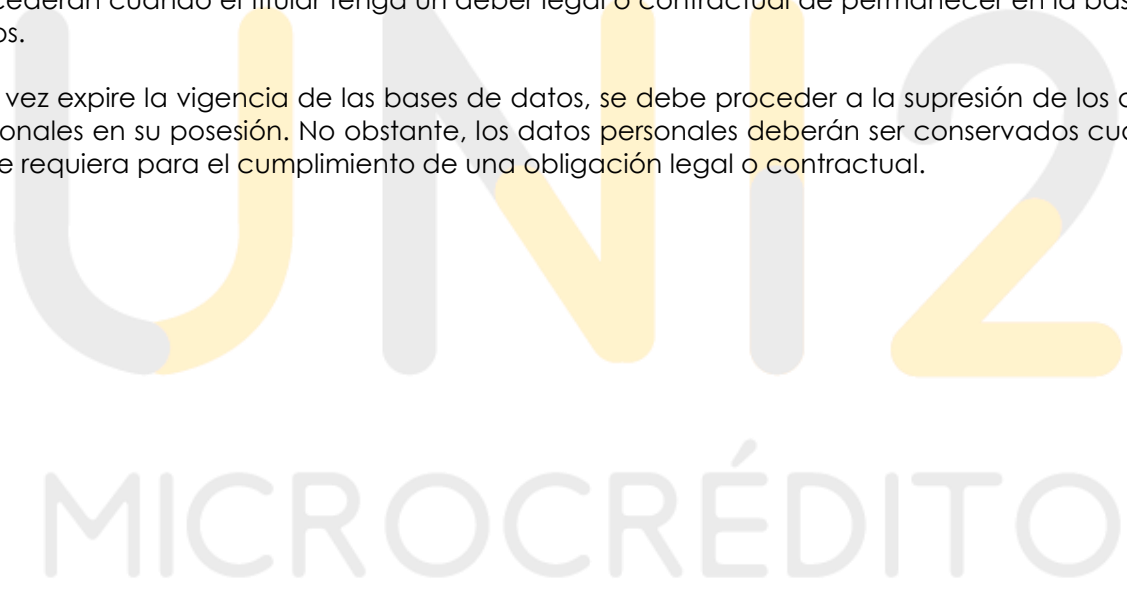 cederán cuando el titular tenga un deber legal o contractual de permanecer en la bas
os.
vez expire la vigencia de las bases de datos, se debe proceder a la supresión de los
onales en su posesión. No obstante, los datos personales deberán ser conservados
e requiera para el cumplimiento de una obligación legal o contractual.
UNI2
MICROCRÉDITO